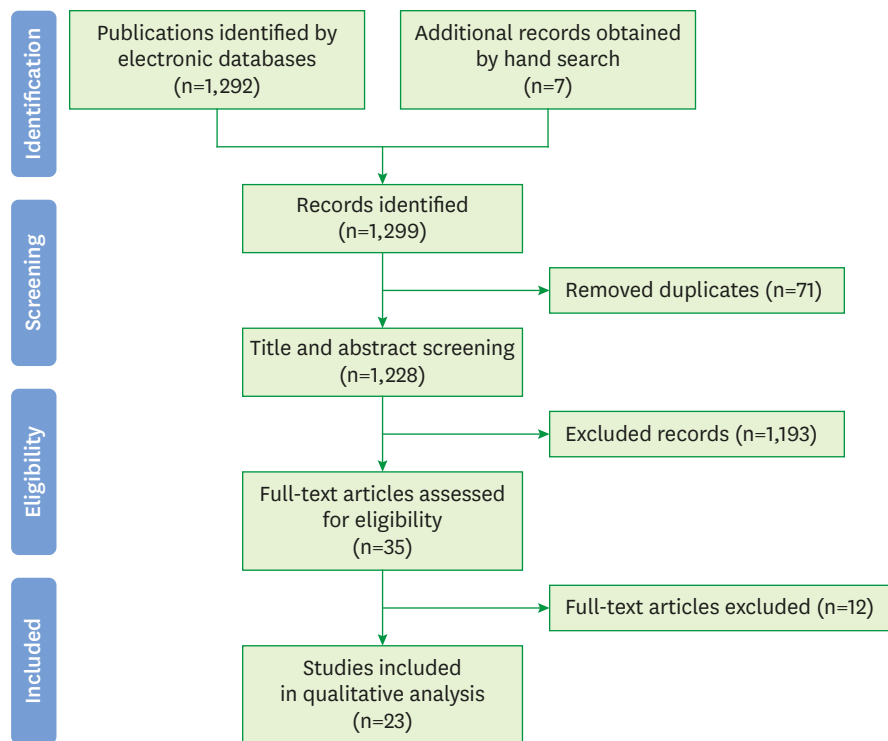 Identification
Publications identified by
electronic databases
(n=1,292)
Additional records obtained
by hand search
(n=7)
Records identified
(n=1,299)
Screening
Removed duplicates (n=71)
Title and abstract screening
(n=1,228)
Eligibility
Excluded records (n=1,193)
Full-text articles assessed
for eligibility
(n=35)
Included
Full-text articles excluded (n=12)
Studies included
in qualitative analysis
(n=23)